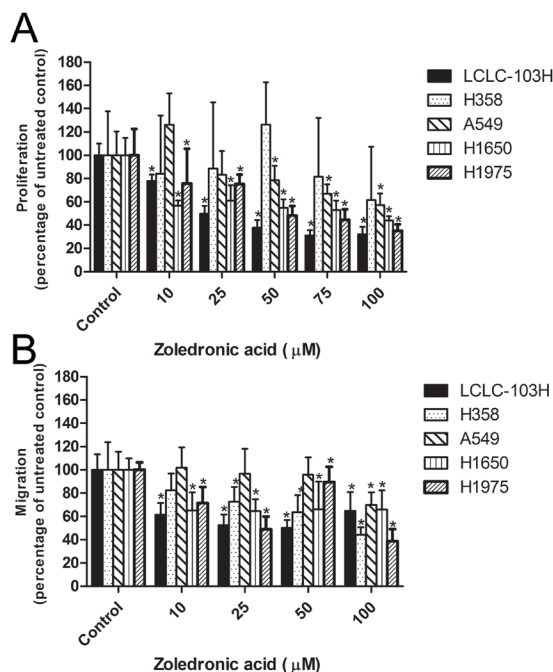 A
Proliferation
(percentage of untreated control)
180
160
140
120
100
80
60
40
20
0
* * * * * * * * * * * * * * * * *
Control
10
25
50
75
100
Zoledronic acid ( μM)
LCLC-103H
H358
A549
H1650
H1975
B
Migration
(percentage of untreated control)
180
160
140
120
100
80
60
40
20
0
* * * * * * * * * * * * * * * *
Control
10
25
50
100
Zoledronic acid ( μM)
LCLC-103H
H358
A549
H1650
H1975